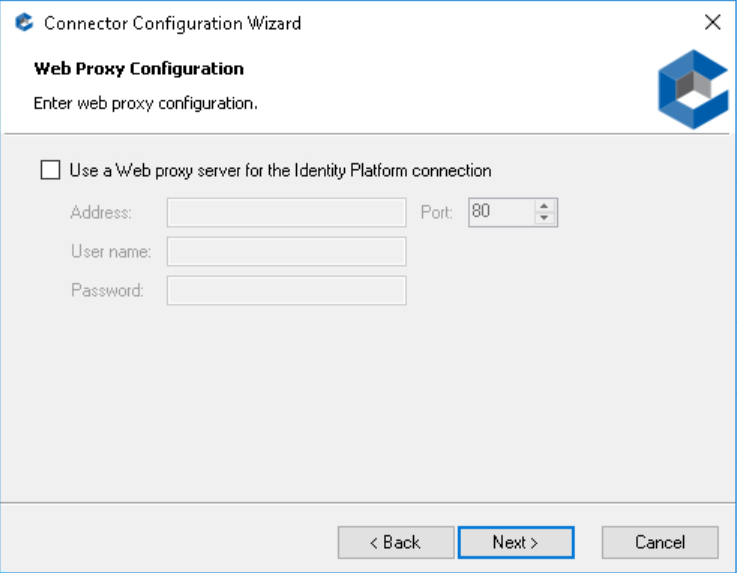 Connector Configuration Wizard
Web Proxy Configuration
Enter web proxy configuration.
Use a Web proxy server for the Identity Platform connection
Address: Port: 80
User name:
Password:
< Back Next > Cancel